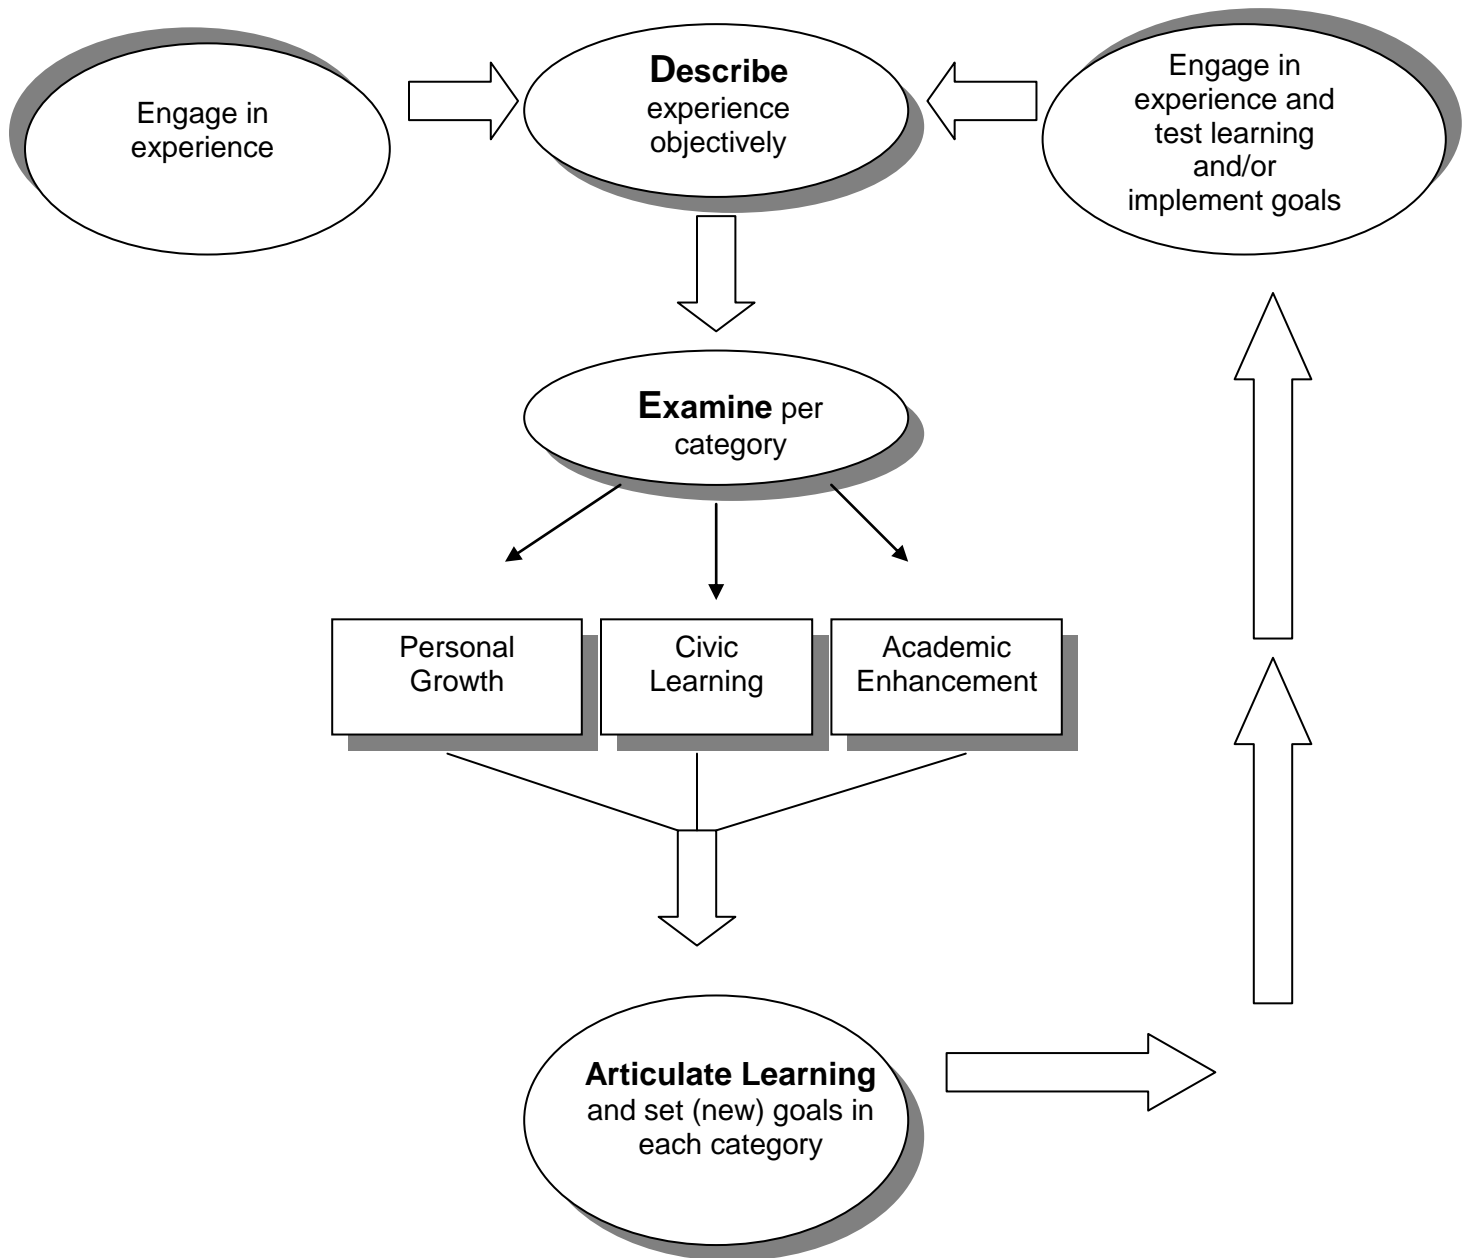 Engage in
experience
Describe
experience
objectively
Engage in
experience and
test learning
and/or
implement goals
Examine per
category
Personal
Growth
Civic
Learning
Academic
Enhancement
Articulate Learning
and set (new) goals in
each category